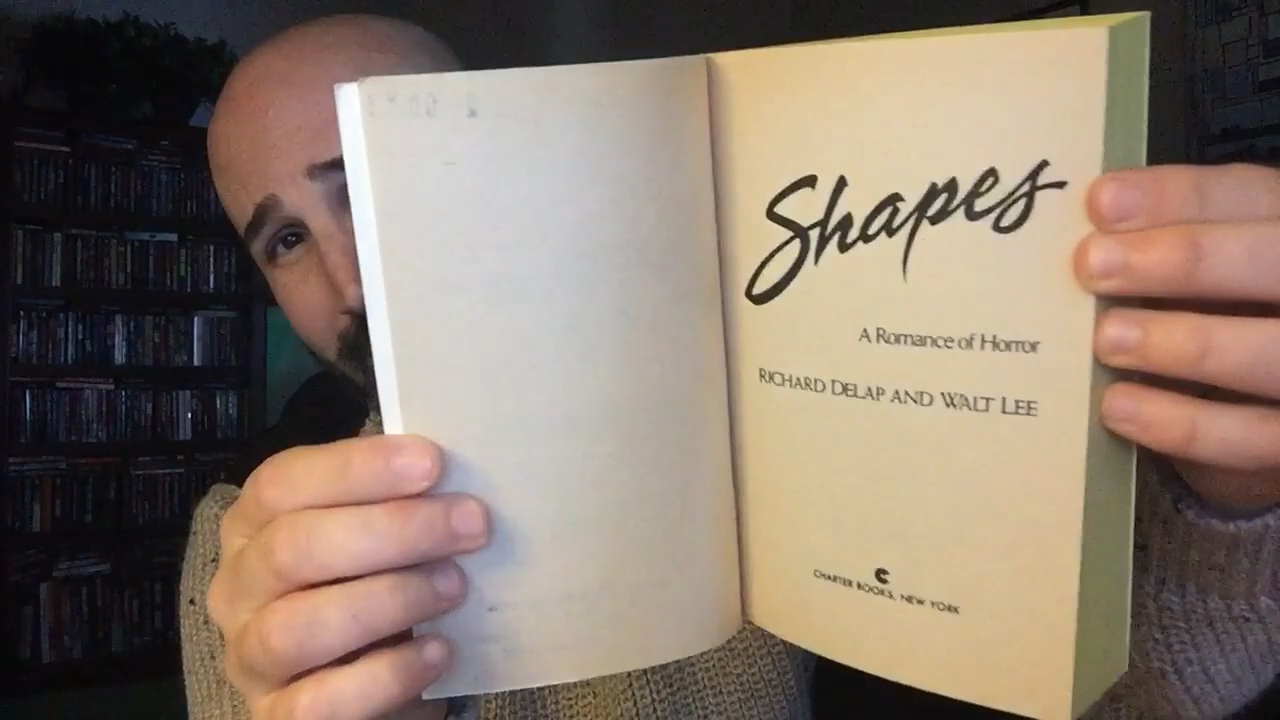 Shapes
A Romance of Horror
RICHARD DELAP AND WALT LEE
CHARTER BOOKS, NEW YORK